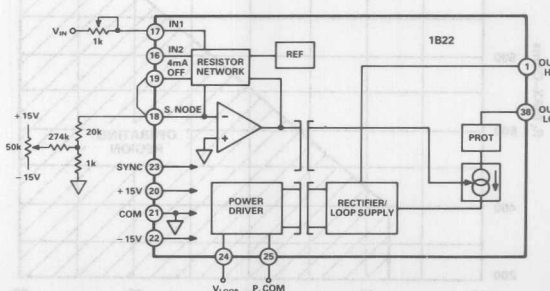 1B22
V_IN
1k
17
IN1
16
IN2
4mA
OFF
19
RESISTOR
NETWORK
REF
18
S. NODE
+15V
50k
-15V
274k
20k
1k
SYNC
23
+15V
20
COM
21
-15V
22
POWER
DRIVER
RECTIFIER/
LOOP SUPPLY
PROT
1
38
24
25
P. COM